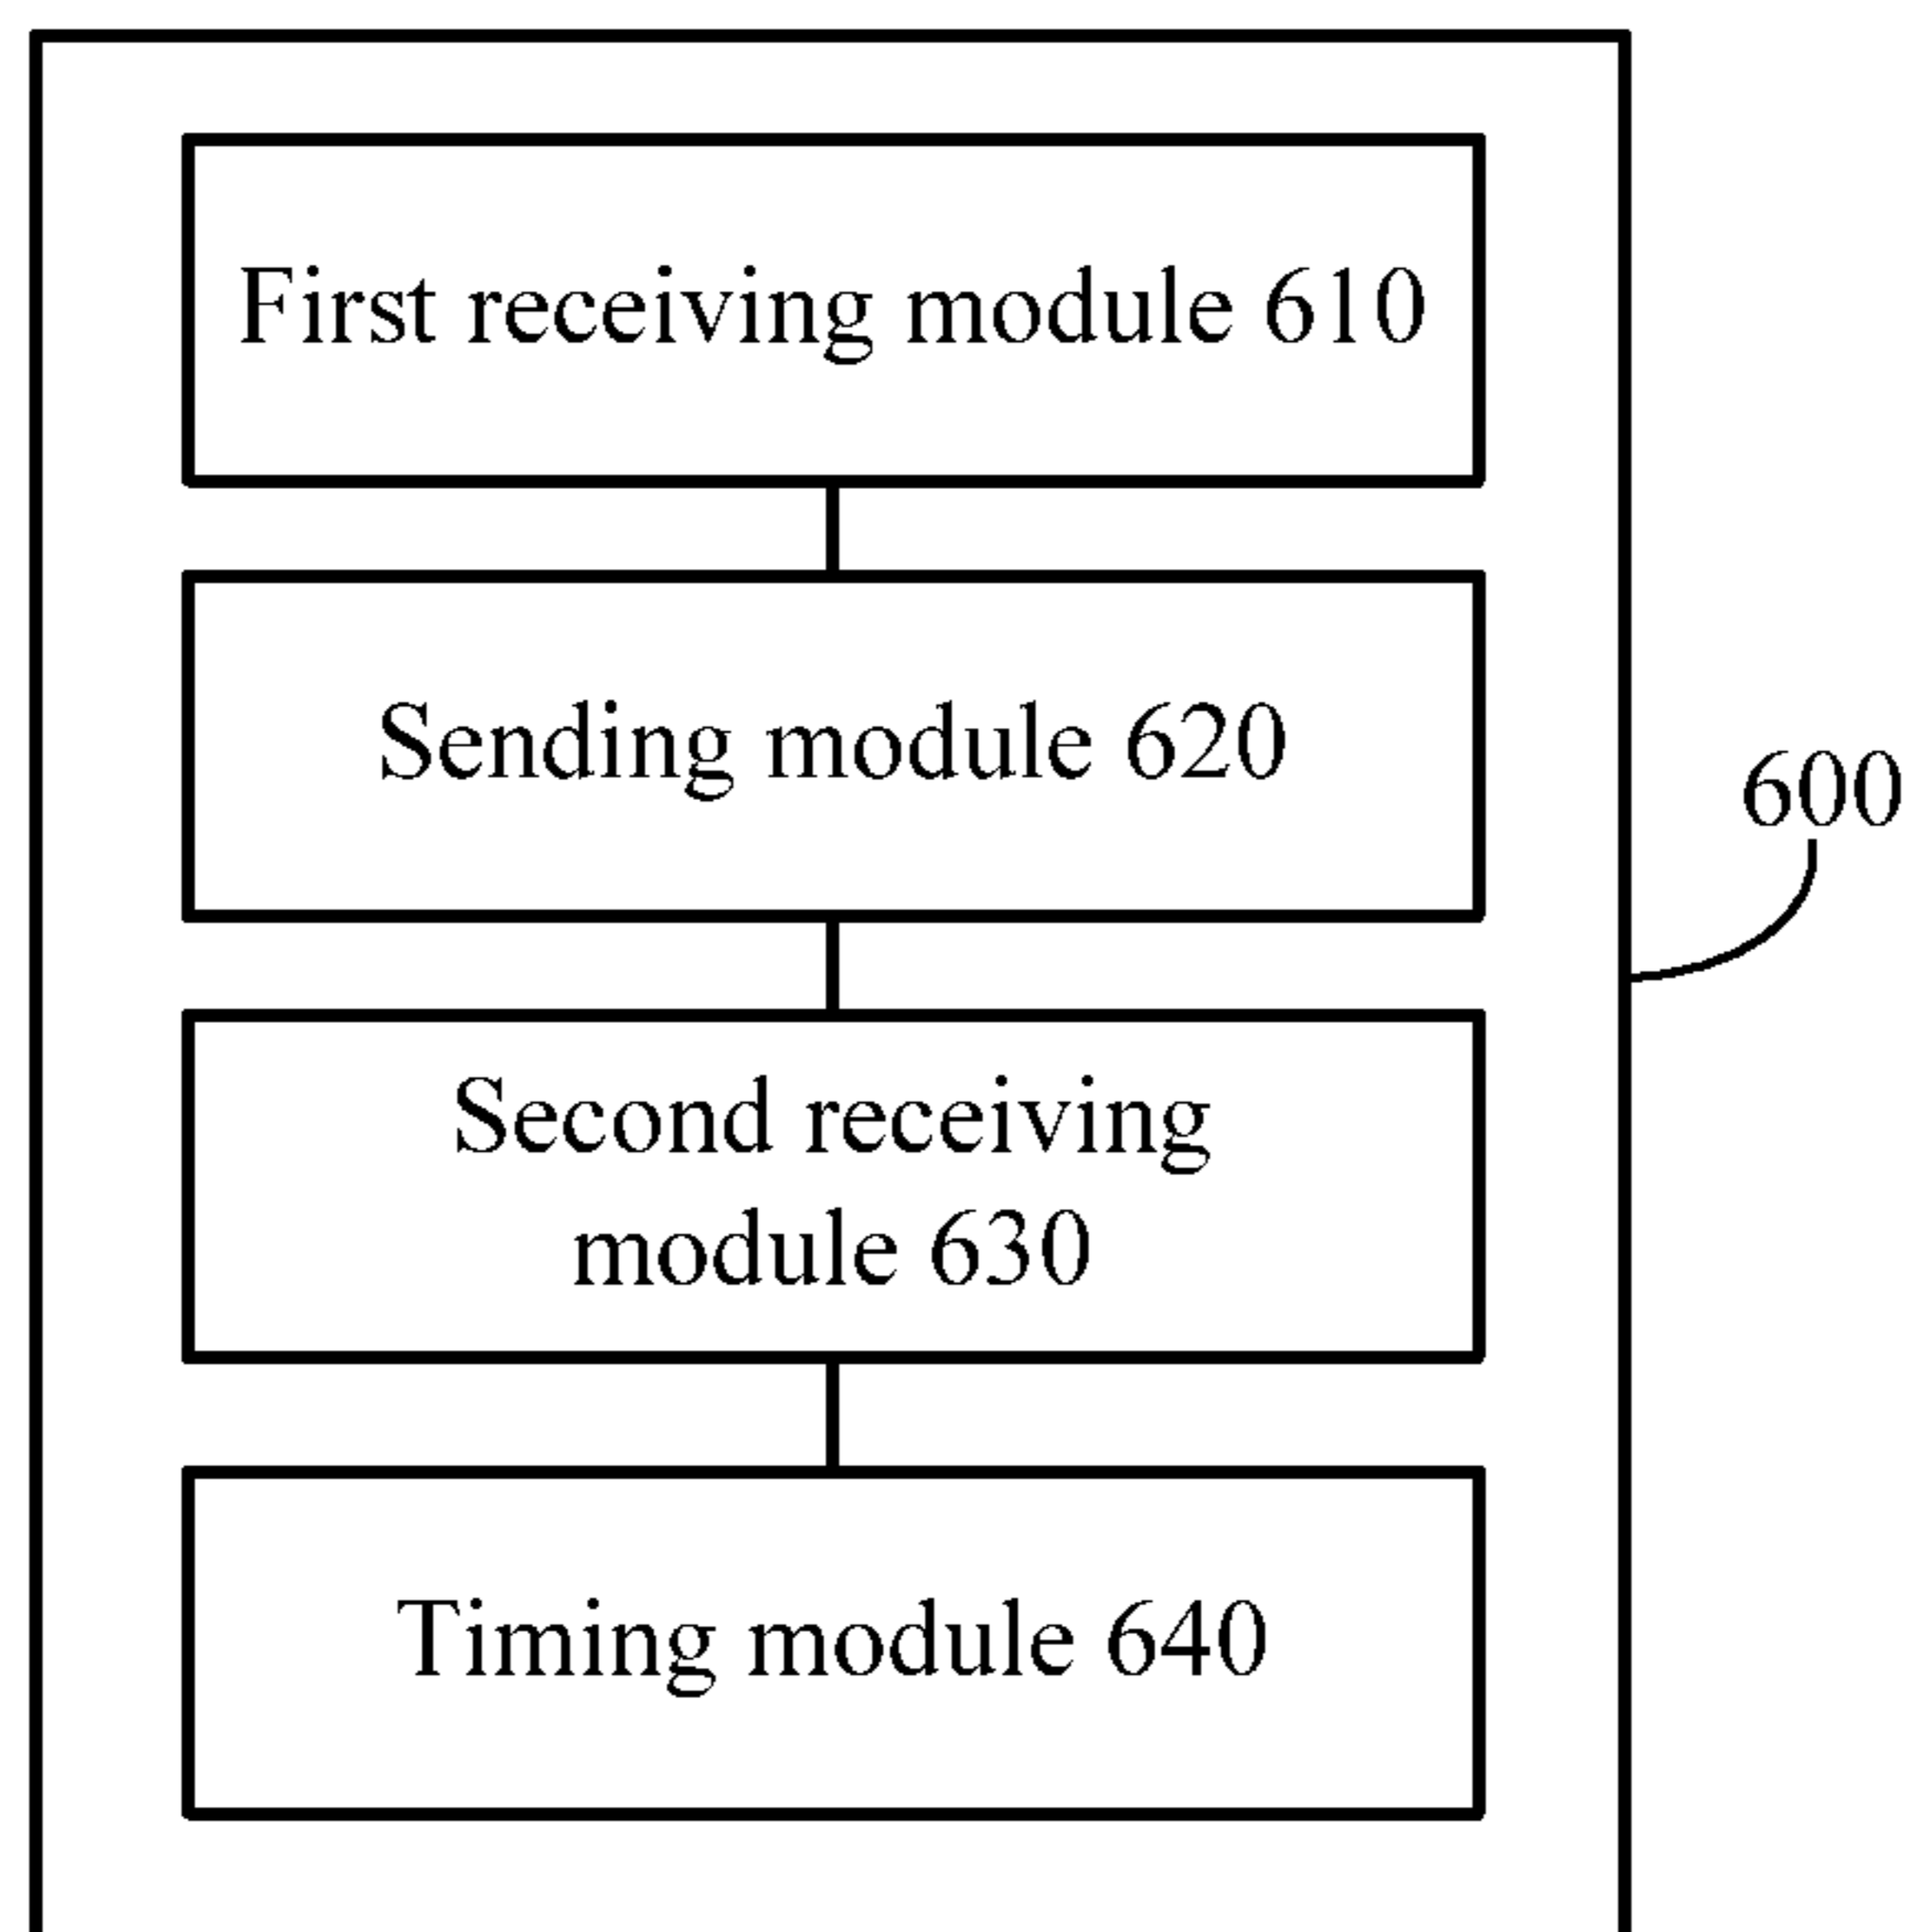 First receiving module 610
Sending module 620
600
Second receiving
module 630
Timing module 640